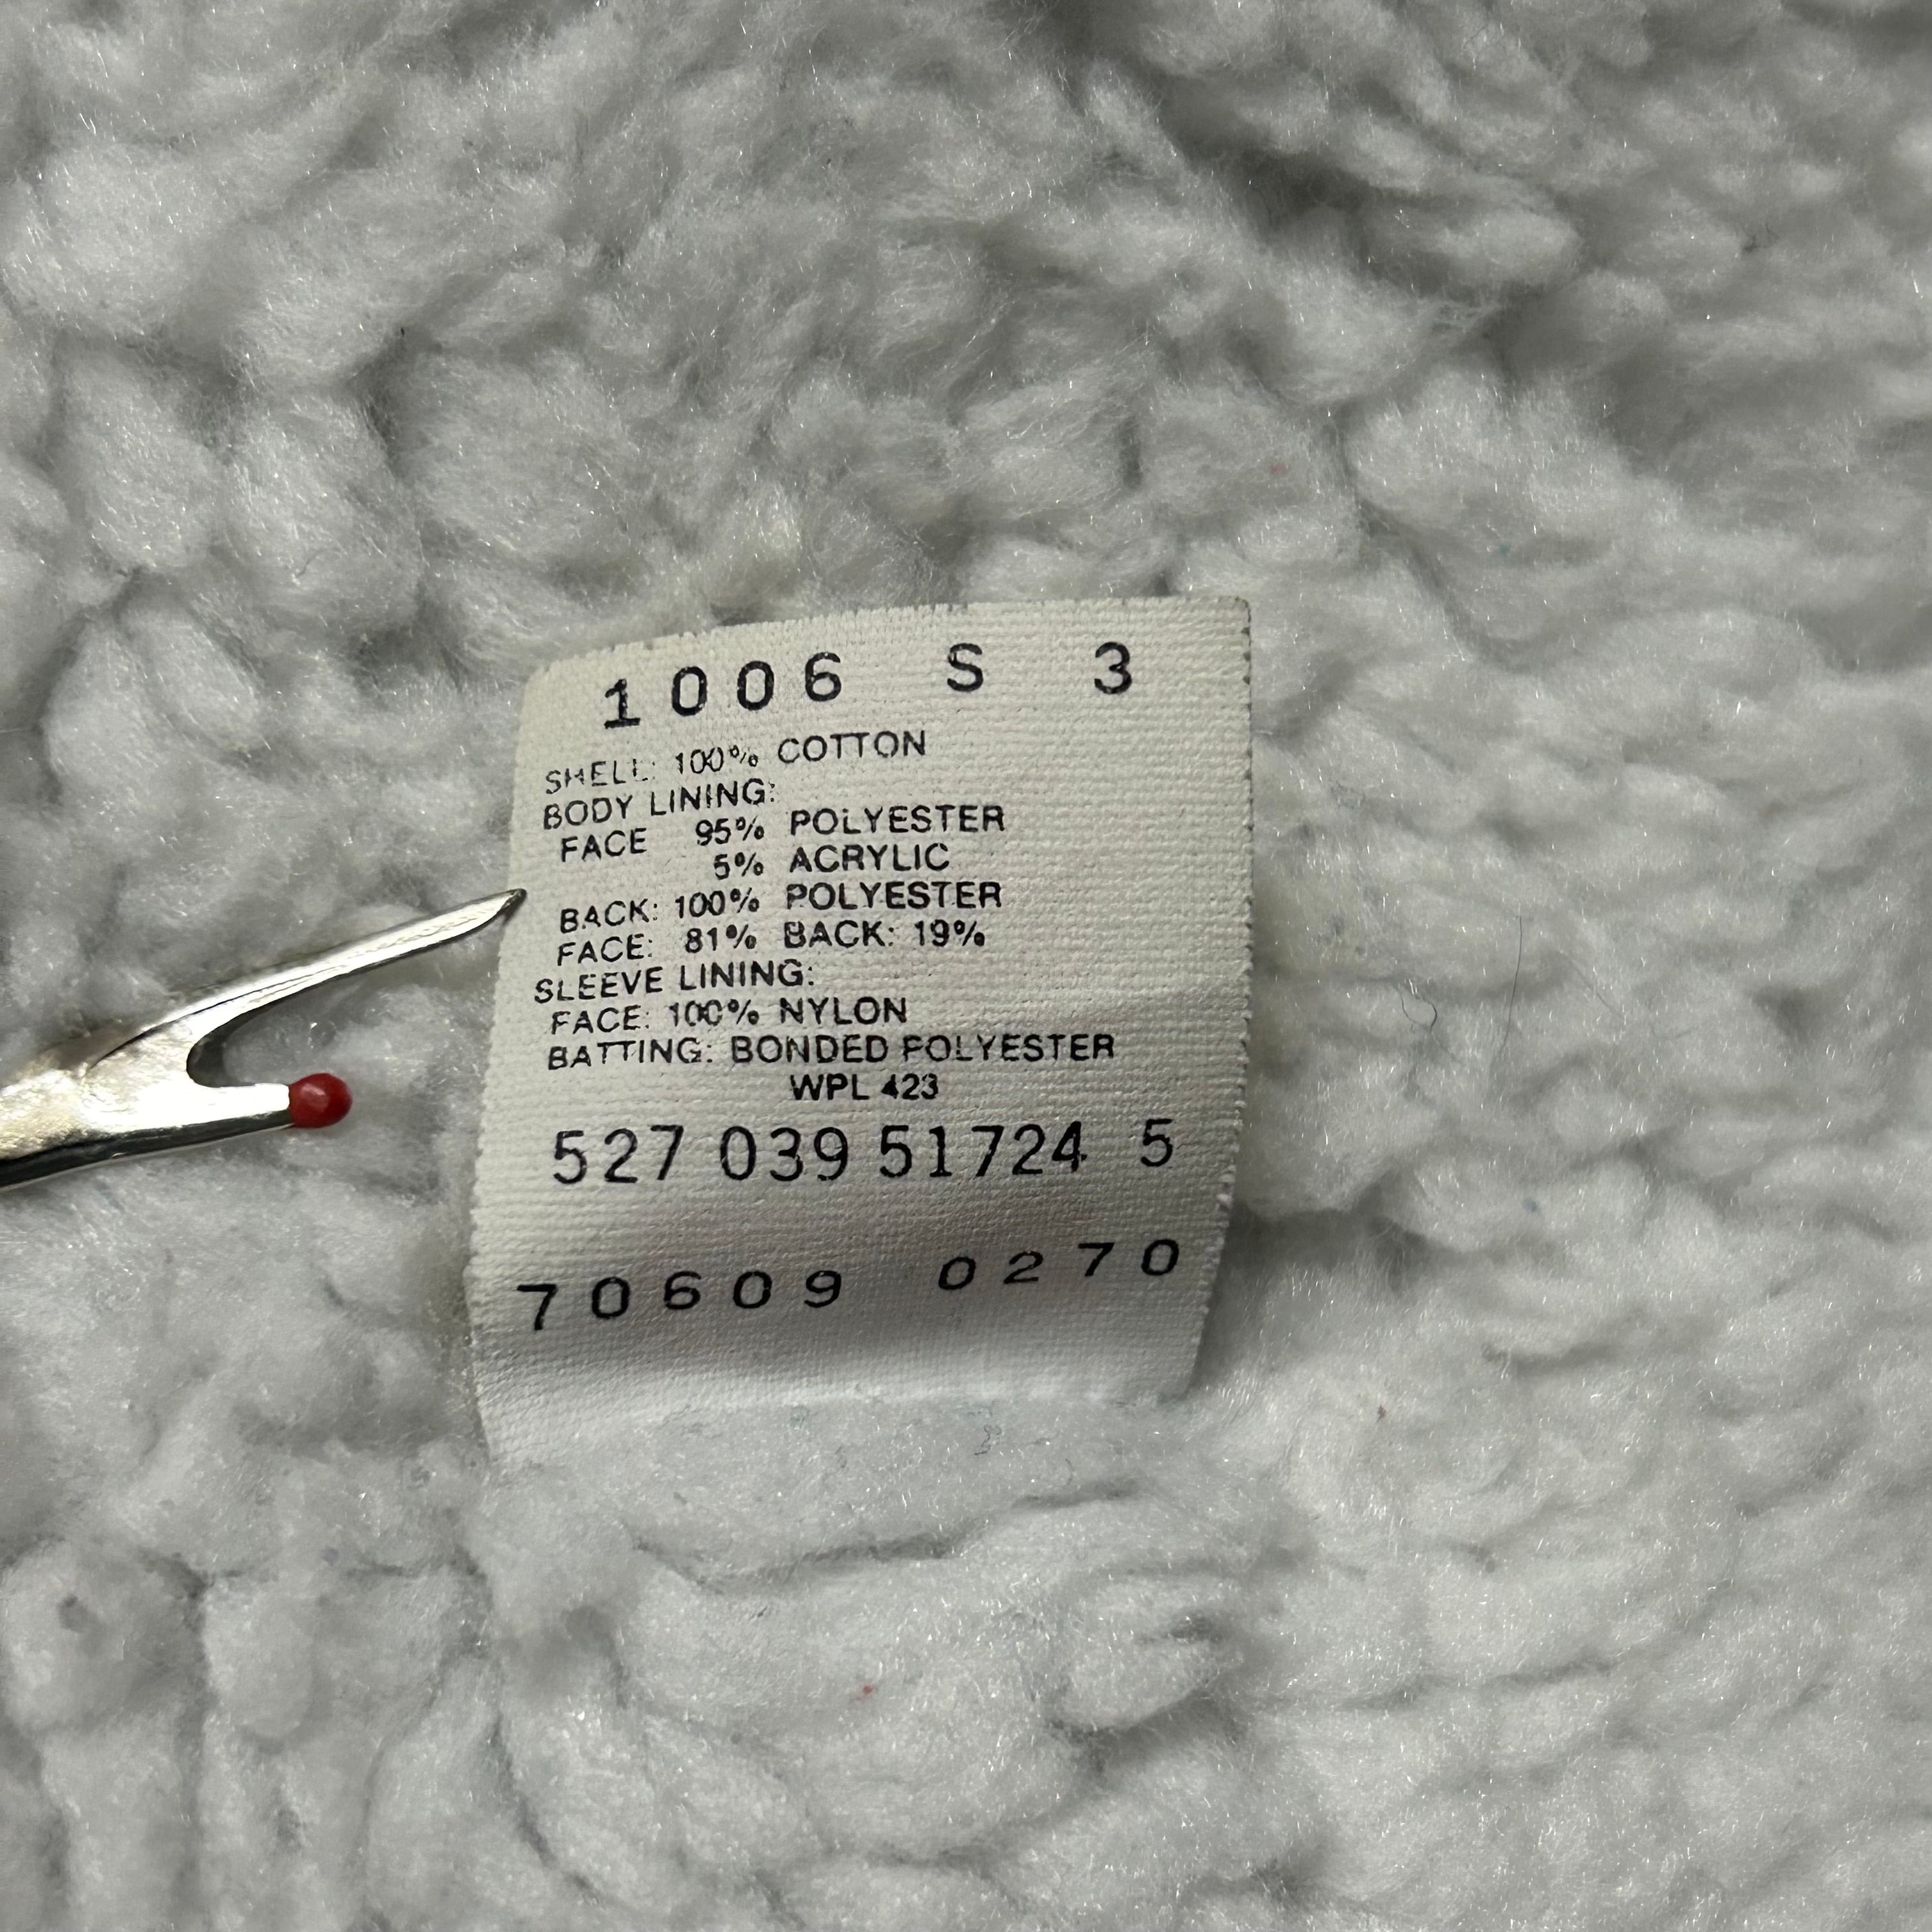 1006 S 3
SHELL: 100% COTTON
BODY LINING:
FACE 95% POLYESTER
5% ACRYLIC
BACK: 100% POLYESTER
FACE: 81% BACK: 19%
SLEEVE LINING:
FACE: 100% NYLON
BATTING: BONDED POLYESTER
WPL 423
527 039 51724 5
70609 0270